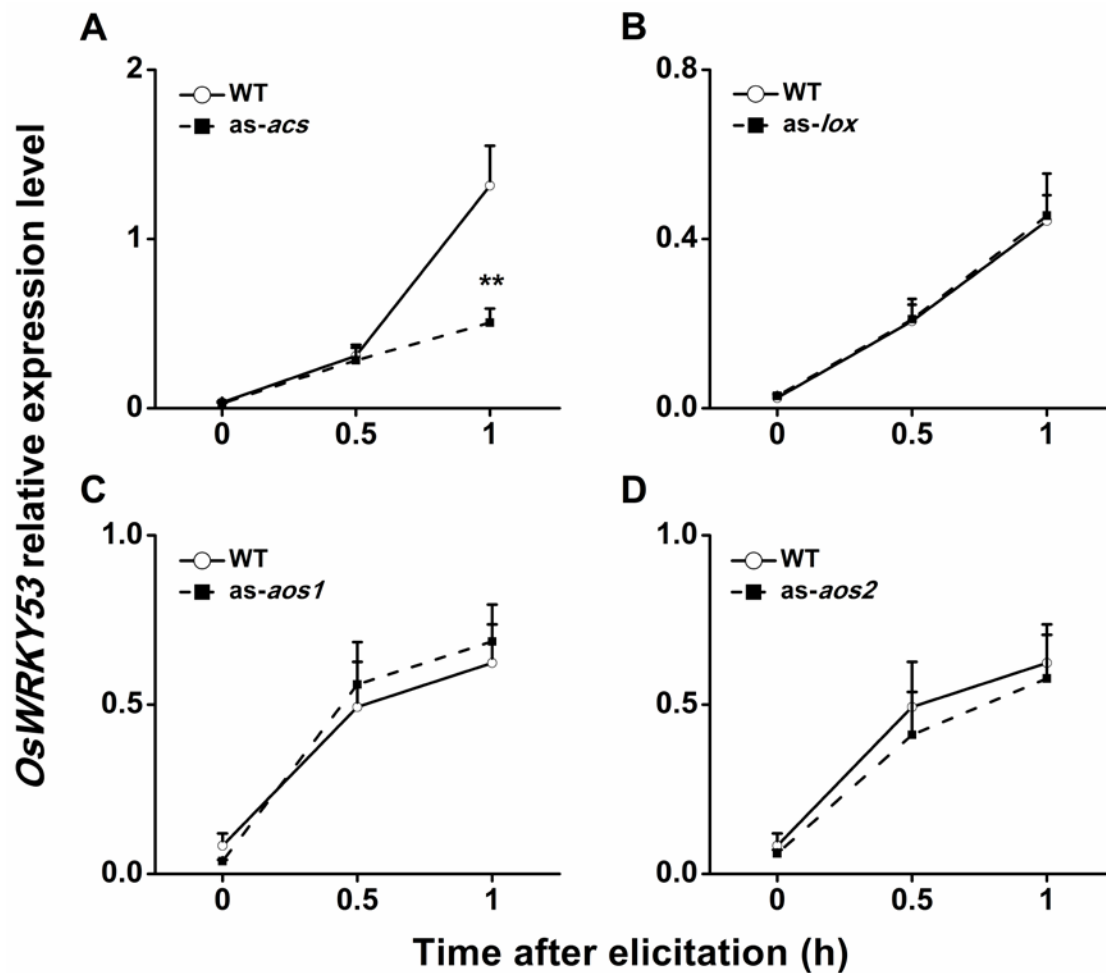 A
2
WT
as-acs
1
**
0
0
0.5
1
B
0.8
WT
as-lox
0.4
0.0
0
0.5
1
C
1.0
WT
as-aos1
0.5
0.0
0
0.5
1
D
1.0
WT
as-aos2
0.5
0.0
0
0.5
1
OsWRKY53 relative expression level
Time after elicitation (h)